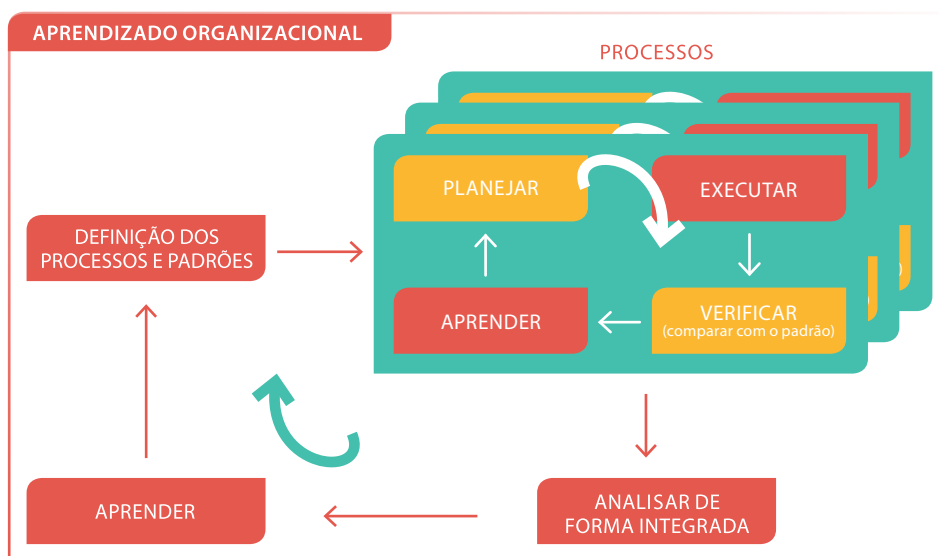 APRENDIZADO ORGANIZACIONAL
PROCESSOS
PLANEJAR
EXECUTAR
DEFINIÇÃO DOS
PROCESSOS E PADRÕES
APRENDER
VERIFICAR
(comparar com o padrão)
APRENDER
ANALISAR DE
FORMA INTEGRADA